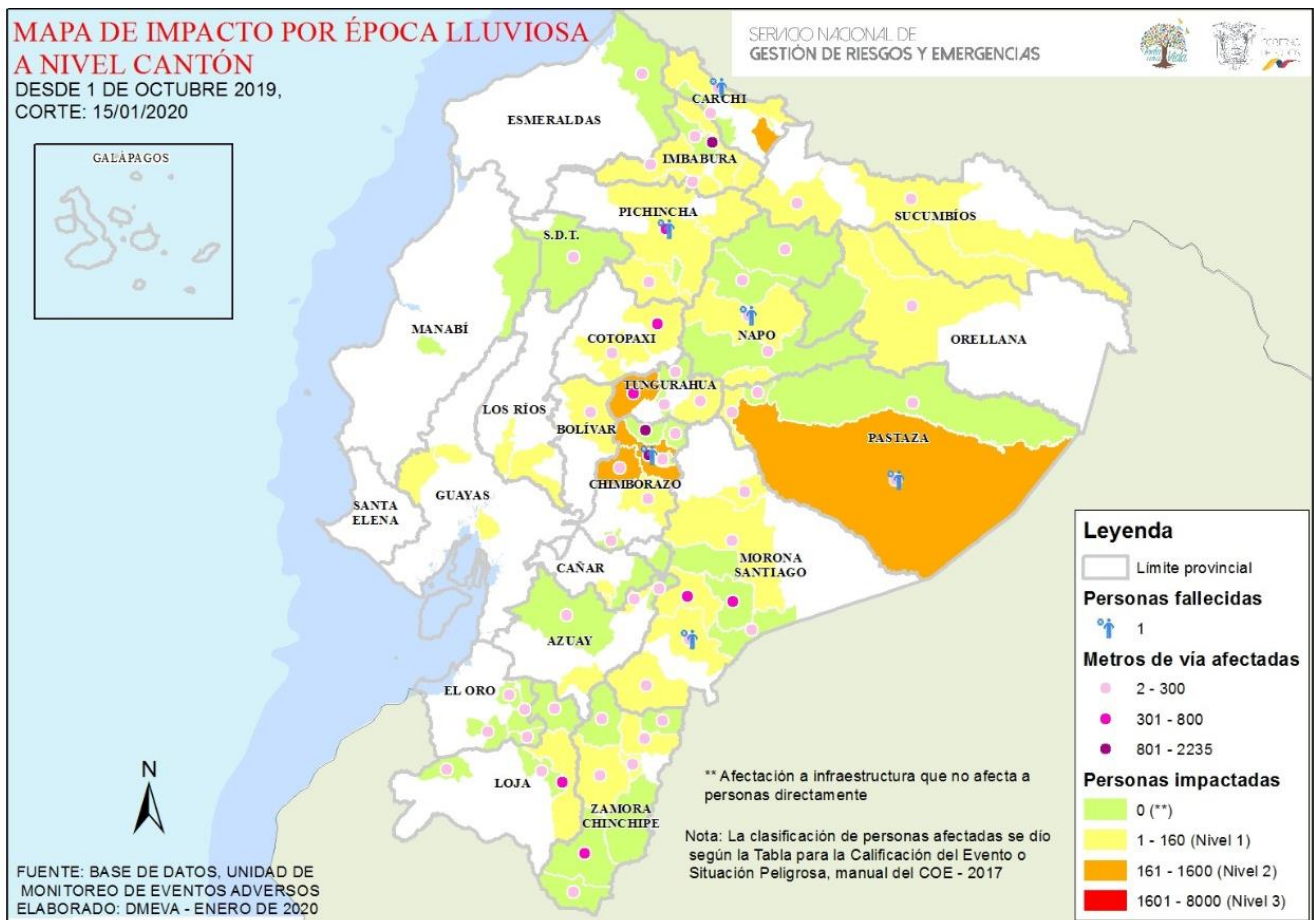 MAPA DE IMPACTO POR ÉPOCA LLUVIOSA
A NIVEL CANTÓN
DESDE 1 DE OCTUBRE 2019,
CORTE: 15/01/2020
SERVICIO NACIONAL DE
GESTIÓN DE RIESGOS Y EMERGENCIAS
GALÁPAGOS
ESMERALDAS
CARCHI
IMBABURA
PICHINCHA
SUCUMBÍOS
S.D.T.
MANABÍ
COTOPAXI
NAPO
ORELLANA
TUNGURAHUA
LOS RÍOS
BOLÍVAR
PASTAZA
CHIMBORAZO
SANTA
ELENA
GUAYAS
CAÑAR
MORONA
SANTIAGO
AZUAY
EL ORO
LOJA
ZAMORA
CHINCHIPE
N
Leyenda
Límite provincial
Personas fallecidas
1
Metros de vía afectadas
2 - 300
301 - 800
801 - 2235
Personas impactadas
0 (**)
1 - 160 (Nivel 1)
161 - 1600 (Nivel 2)
1601 - 8000 (Nivel 3)
** Afectación a infraestructura que no afecta a
personas directamente
Nota: La clasificación de personas afectadas se dío
según la Tabla para la Calificación del Evento o
Situación Peligrosa, manual del COE - 2017
FUENTE: BASE DE DATOS, UNIDAD DE
MONITOREO DE EVENTOS ADVERSOS
ELABORADO: DMEVA - ENERO DE 2020